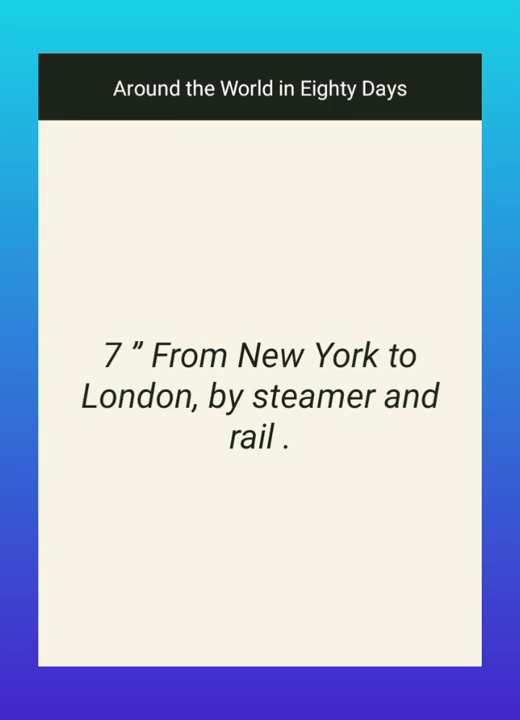 Around the World in Eighty Days
7 ” From New York to
London, by steamer and
rail .